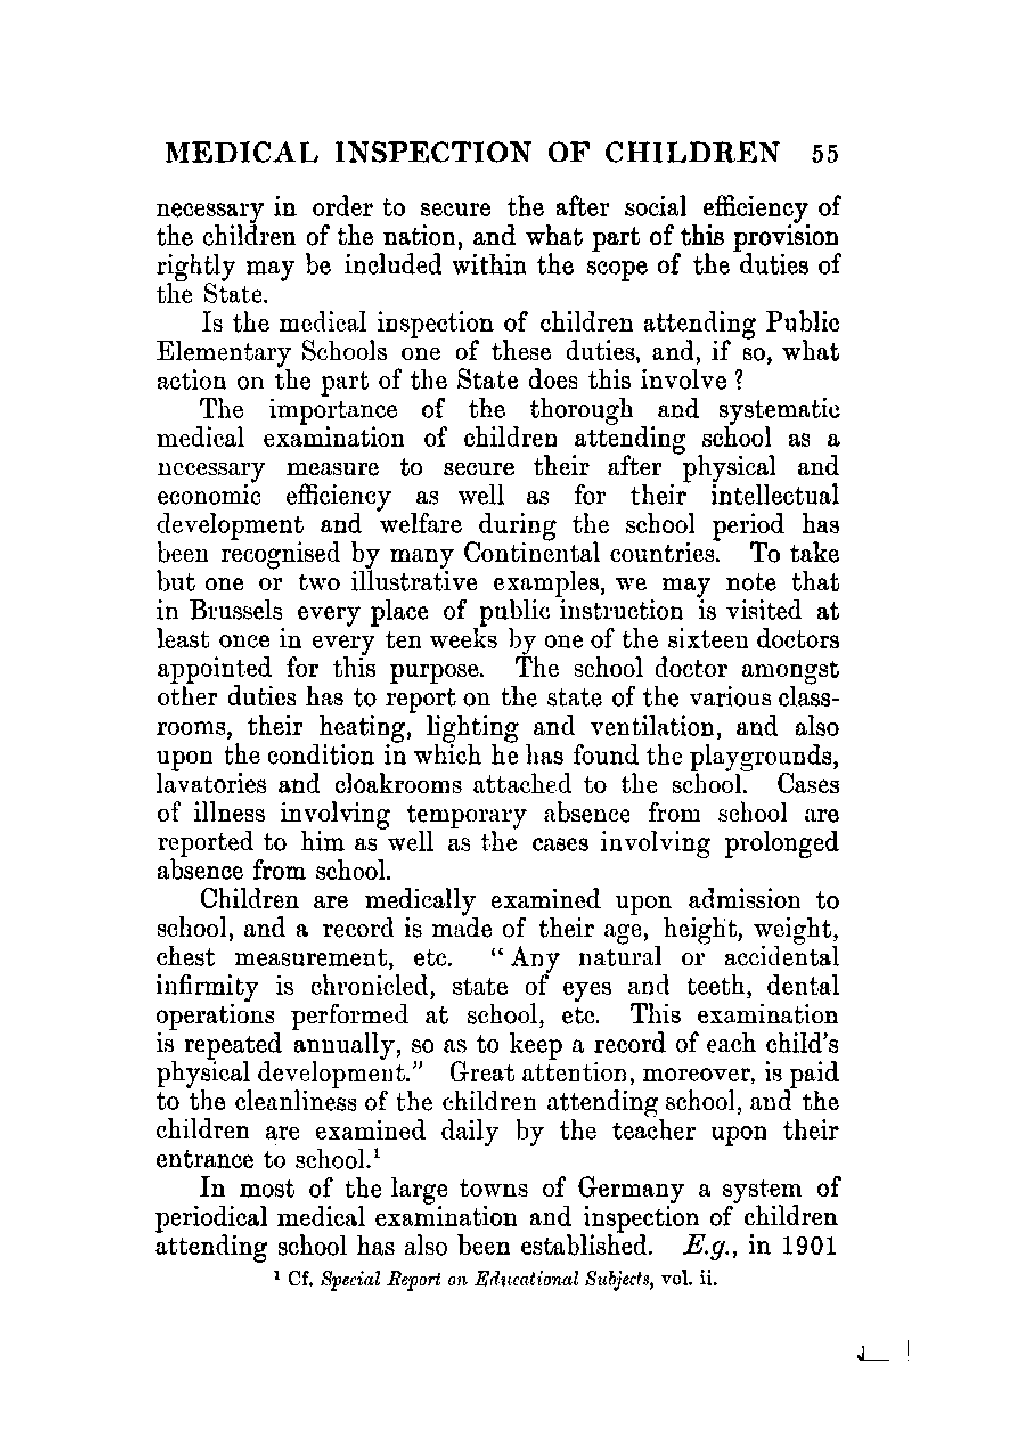 MEDICAL INSPECTION OF CHILDREN 55
necessary in order to secure the after social efficiency of
the children of the nation, and what part of this provision
rightly may be included within the scope of the duties of
the State.
Is the medical inspection of children attending Public
Elementary Schools one of these duties, and, if so, what
action on the part of the State does this involve?
The importance of the thorough and systematic
medical examination of children attending school as a
necessary measure to secure their after physical and
economic efficiency as well as for their intellectual
development and welfare during the school period has
been recognised by many Continental countries. To take
but one or two illustrative examples, we may note that
in Brussels every place of public instruction is visited at
least once in every ten weeks by one of the sixteen doctors
appointed for this purpose. The school doctor amongst
other duties has to report on the state of the various class-
rooms, their heating, lighting and ventilation, and also
upon the condition in which he has found the playgrounds,
lavatories and cloakrooms attached to the school. Cases
of illness involving temporary absence from school are
reported to him as well as the cases involving prolonged
absence from school.
Children are medically examined upon admission to
school, and a record is made of their age, height, weight,
chest measurement, etc. "Any natural or accidental
infirmity is chronicled, state of eyes and teeth, dental
operations performed at school, etc. This examination
is repeated annually, so as to keep a record of each child's
physical development." Great attention, moreover, is paid
to the cleanliness of the children attending school, and the
children are examined daily by the teacher upon their
entrance to school.¹
In most of the large towns of Germany a system of
periodical medical examination and inspection of children
attending school has also been established. E.g., in 1901
¹ Cf. Special Report on Educational Subjects, vol. ii.